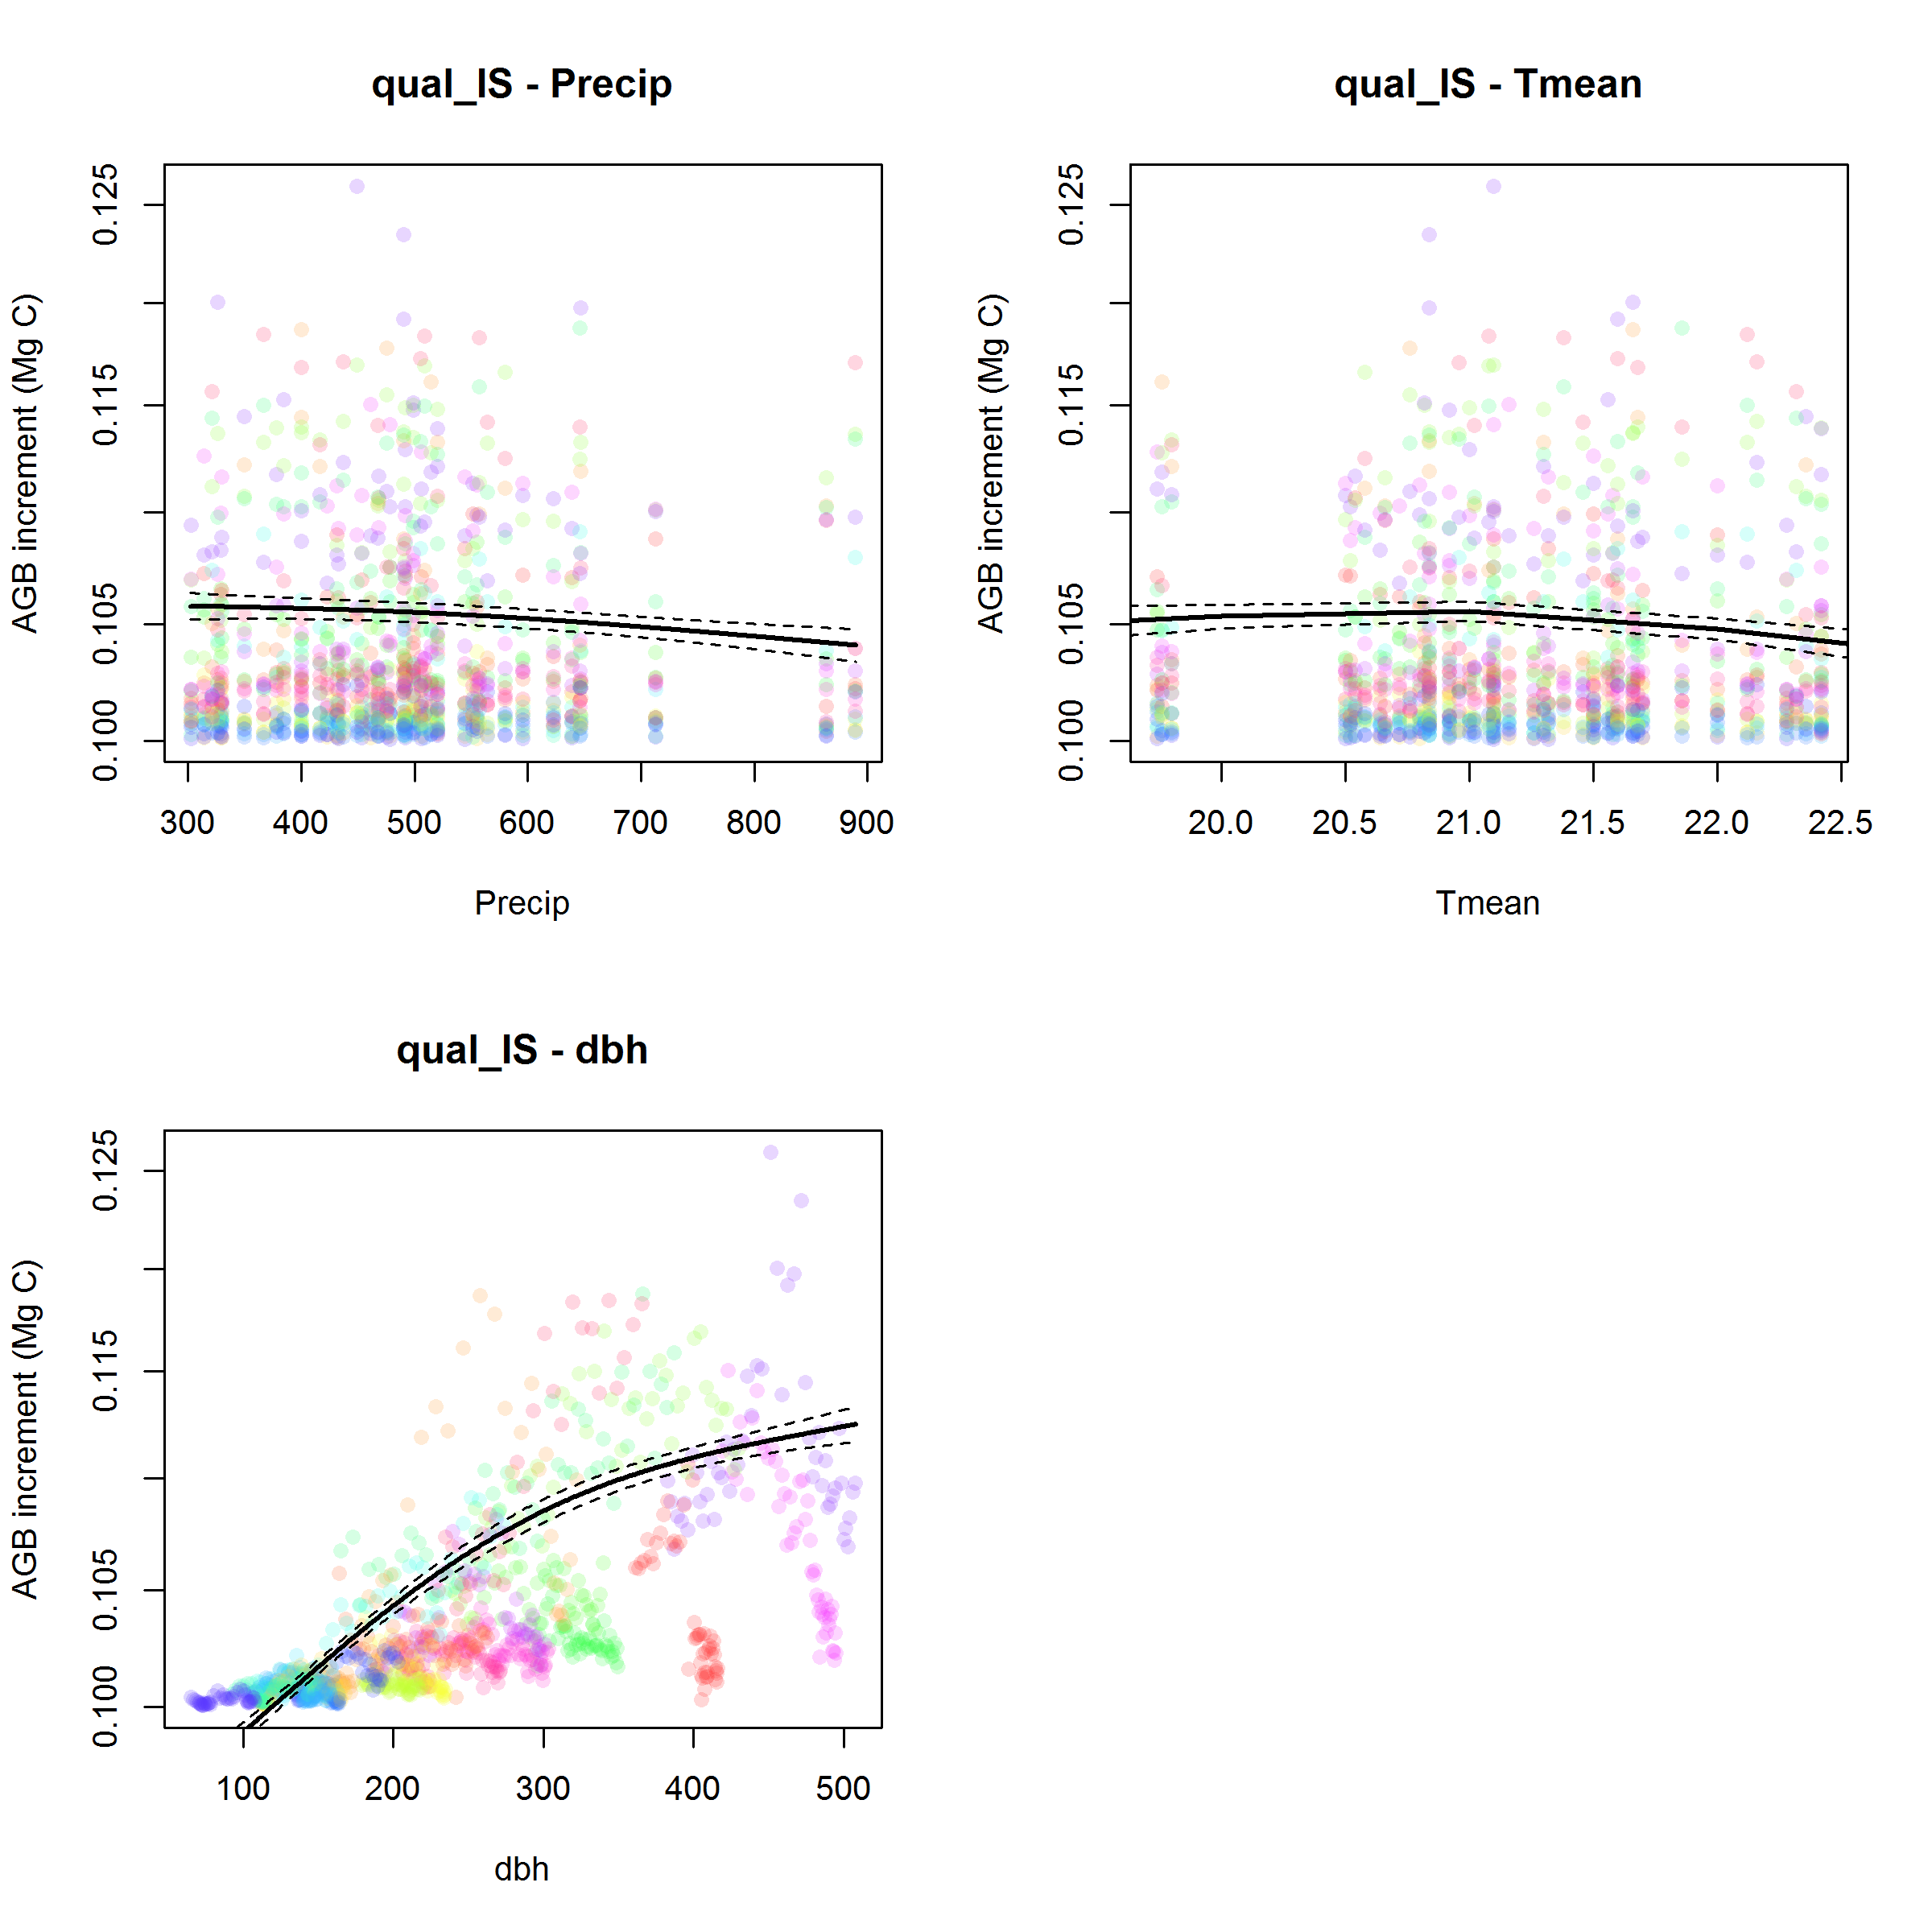 qual_IS - Precip
AGB increment (Mg C)
0.125
0.115
0.105
0.100
300 400 500 600 700 800 900
Precip
qual_IS - Tmean
AGB increment (Mg C)
0.125
0.115
0.105
0.100
20.0 20.5 21.0 21.5 22.0 22.5
Tmean
qual_IS - dbh
AGB increment (Mg C)
0.125
0.115
0.105
0.100
100 200 300 400 500
dbh